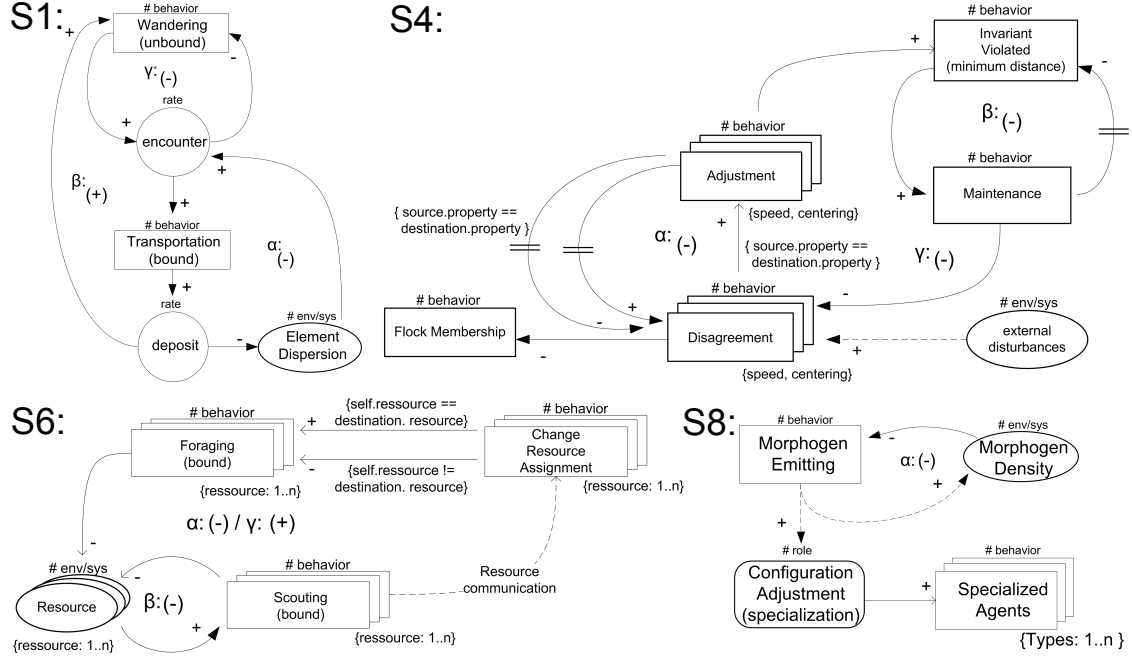 S1:
# behavior
Wandering
(unbound)
+
-
γ: (-)
rate
+
encounter
+
β:
(+)
+
# behavior
Transportation
(bound)
α:
(-)
+
rate
deposit
-
# env/sys
Element
Dispersion
S4:
# behavior
Invariant
Violated
(minimum distance)
+
-
β: (-)
# behavior
Adjustment
{speed, centering}
# behavior
Maintenance
+
{ source.property ==
destination.property }
α: (-)
+
{ source.property ==
destination.property }
γ: (-)
# behavior
Flock Membership
-
-
+
# behavior
Disagreement
{speed, centering}
-
+
# env/sys
external
disturbances
S6:
# behavior
Foraging
(bound)
{ressource: 1..n}
{self.ressource ==
destination. resource}
+
-
{self.ressource !=
destination. resource}
# behavior
Change
Resource
Assignment
{ressource: 1..n}
α: (-) / γ: (+)
-
# env/sys
Resource
{ressource: 1..n}
-
β: (-)
+
# behavior
Scouting
(bound)
{ressource: 1..n}
Resource
communication
S8:
# behavior
Morphogen
Emitting
-
α: (-)
+
# env/sys
Morphogen
Density
+
# role
Configuration
Adjustment
(specialization)
+
# behavior
Specialized
Agents
{Types: 1..n }